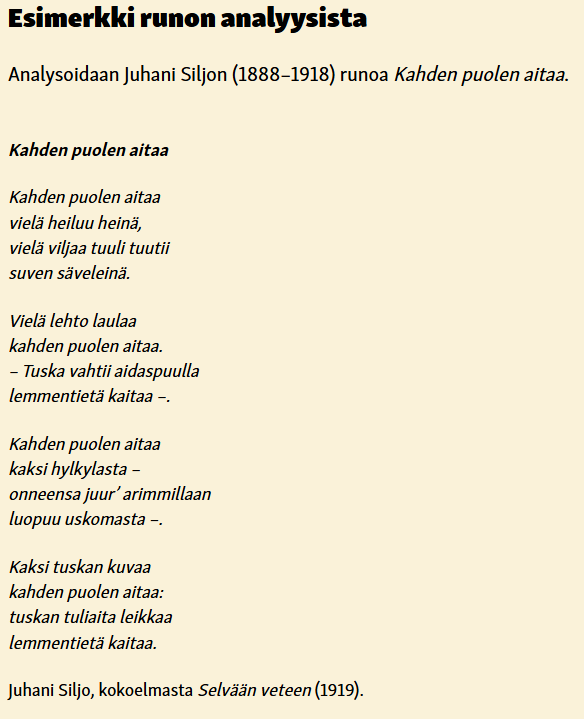 Esimerkki runon analyysista
Analysoidaan Juhani Siljon (1888–1918) runoa Kahden puolen aitaa.
Kahden puolen aitaa
Kahden puolen aitaa
vielä heiluu heinä,
vielä viljaa tuuli tuutii
suven säveleinä.
Vielä lehto laulaa
kahden puolen aitaa.
– Tuska vahtii aidaspuulla
lemmentietä kaitaa –.
Kahden puolen aitaa
kaksi hylkylasta –
onneensa juur’ arimmillaan
luopuu uskomasta –.
Kaksi tuskan kuvaa
kahden puolen aitaa:
tuskan tuliaita leikkaa
lemmentietä kaitaa.
Juhani Siljo, kokoelmasta Selvään veteen (1919).